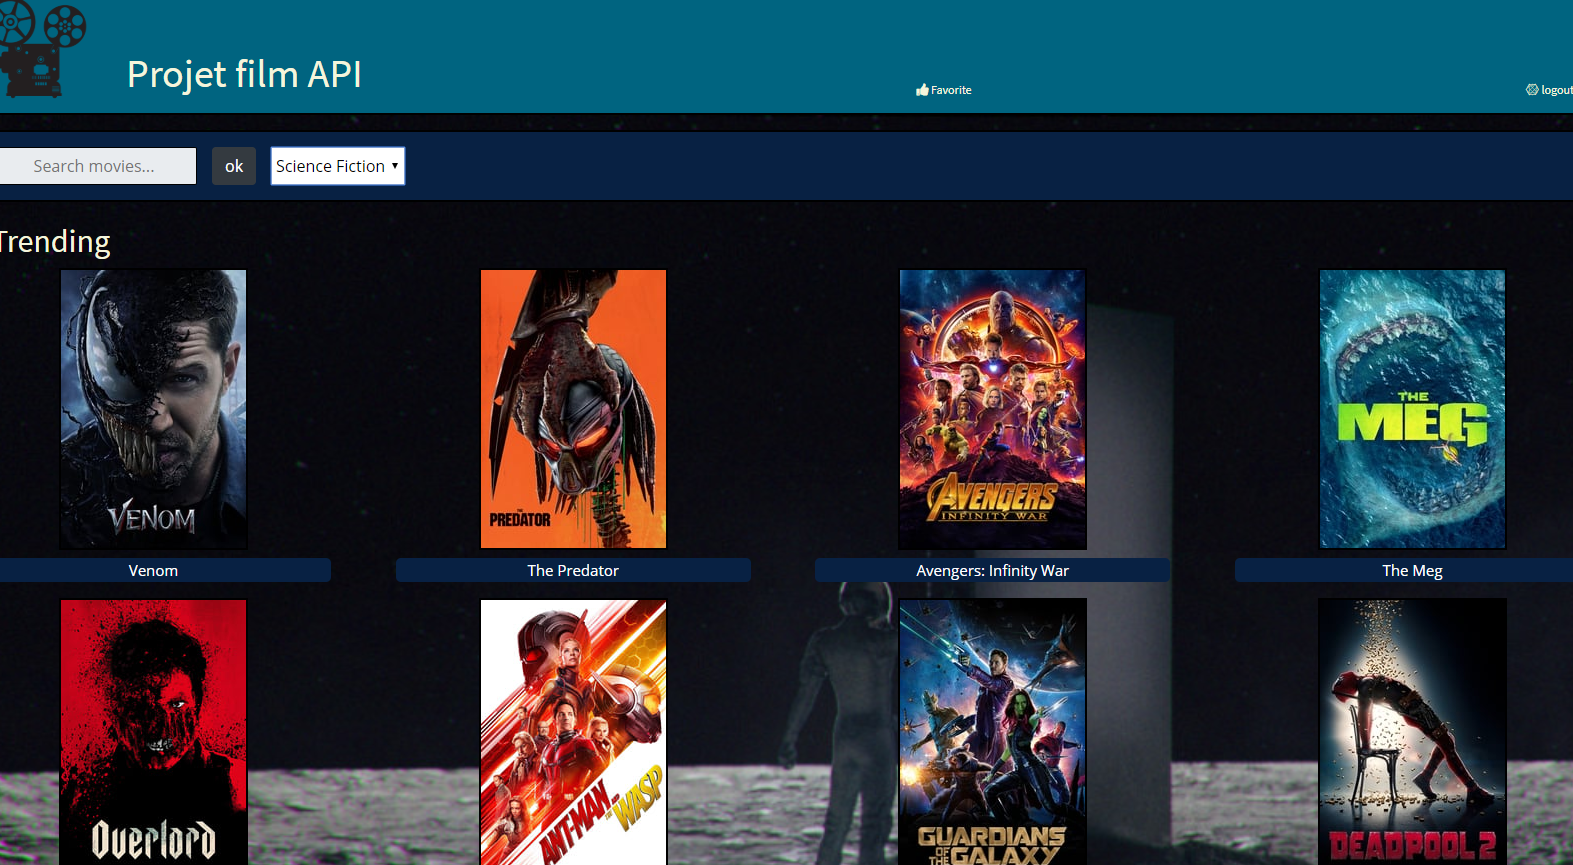 Projet film API
Favorite
logout
Search movies...
ok
Science Fiction
Trending
VENOM
THE
PREDATOR
AVENGERS
INFINITY WAR
THE
MEG
Venom
The Predator
Avengers: Infinity War
The Meg
Overlord
ANT-MAN
AND THE
WASP
GUARDIANS
OF THE GALAXY
DEADPOOL 2